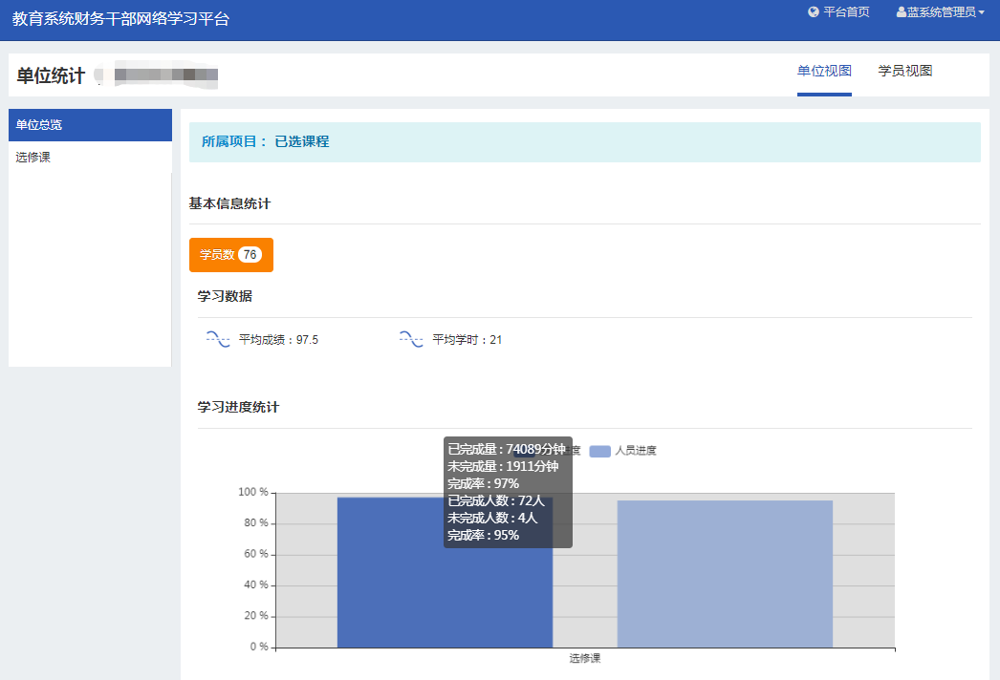 教育系统财务干部网络学习平台
平台首页
蓝系统管理员
单位统计
单位视图
学员视图
单位总览
选修课
所属项目： 已选课程
基本信息统计
学员数 76
学习数据
平均成绩：97.5
平均学时：21
学习进度统计
人员进度
已完成量 : 74089分钟
未完成量 : 1911分钟
完成率 : 97%
已完成人数 : 72人
未完成人数 : 4人
完成率 : 95%
100 %
80 %
60 %
40 %
20 %
0 %
选修课